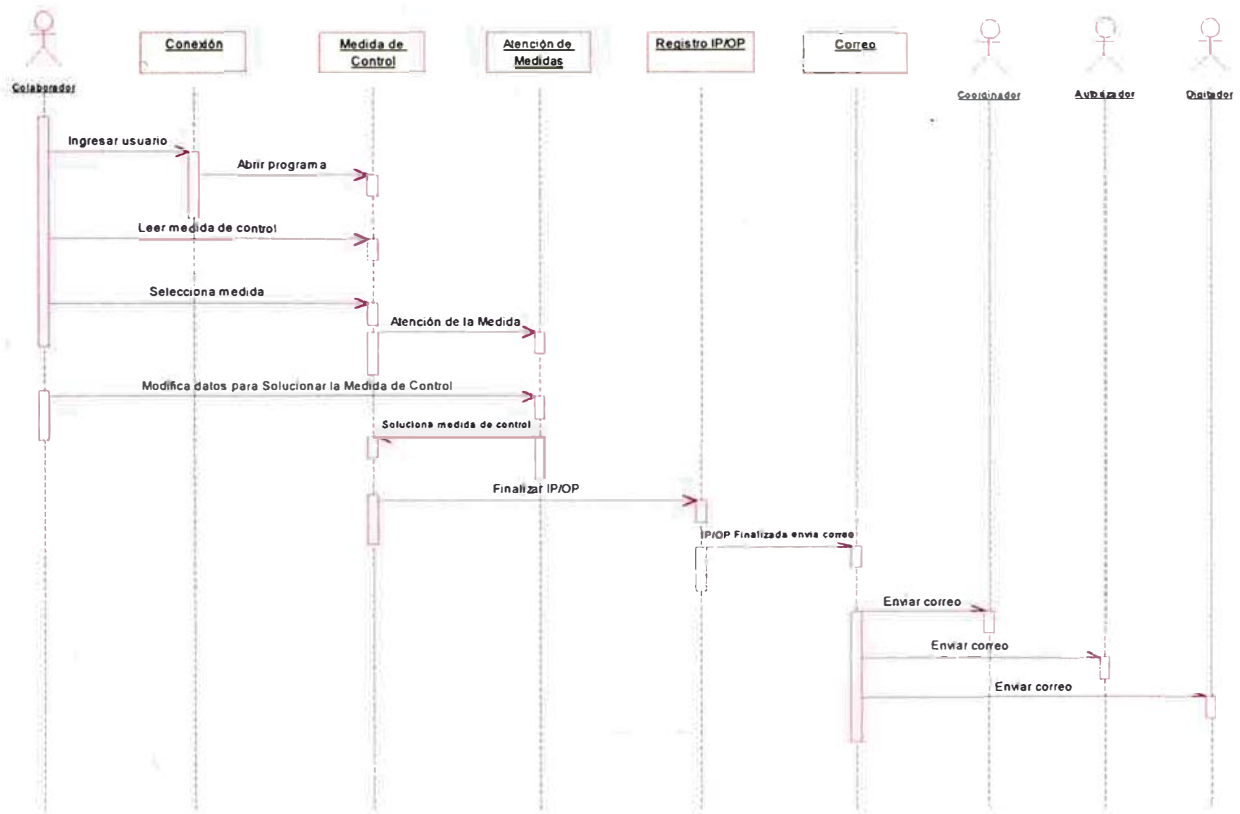 Conexión
Medida de
Control
Atención de
Medidas
Registro IP/OP
Correo
Colaborador
Coordinador
Autorizador
Digitador
Ingresar usuario
Abrir programa
Leer medida de control
Selecciona medida
Atención de la Medida
Modifica datos para Solucionar la Medida de Control
Soluciona medida de control
Finalizar IP/OP
IP/OP Finalizada envia correo
Enviar correo
Enviar correo
Enviar correo